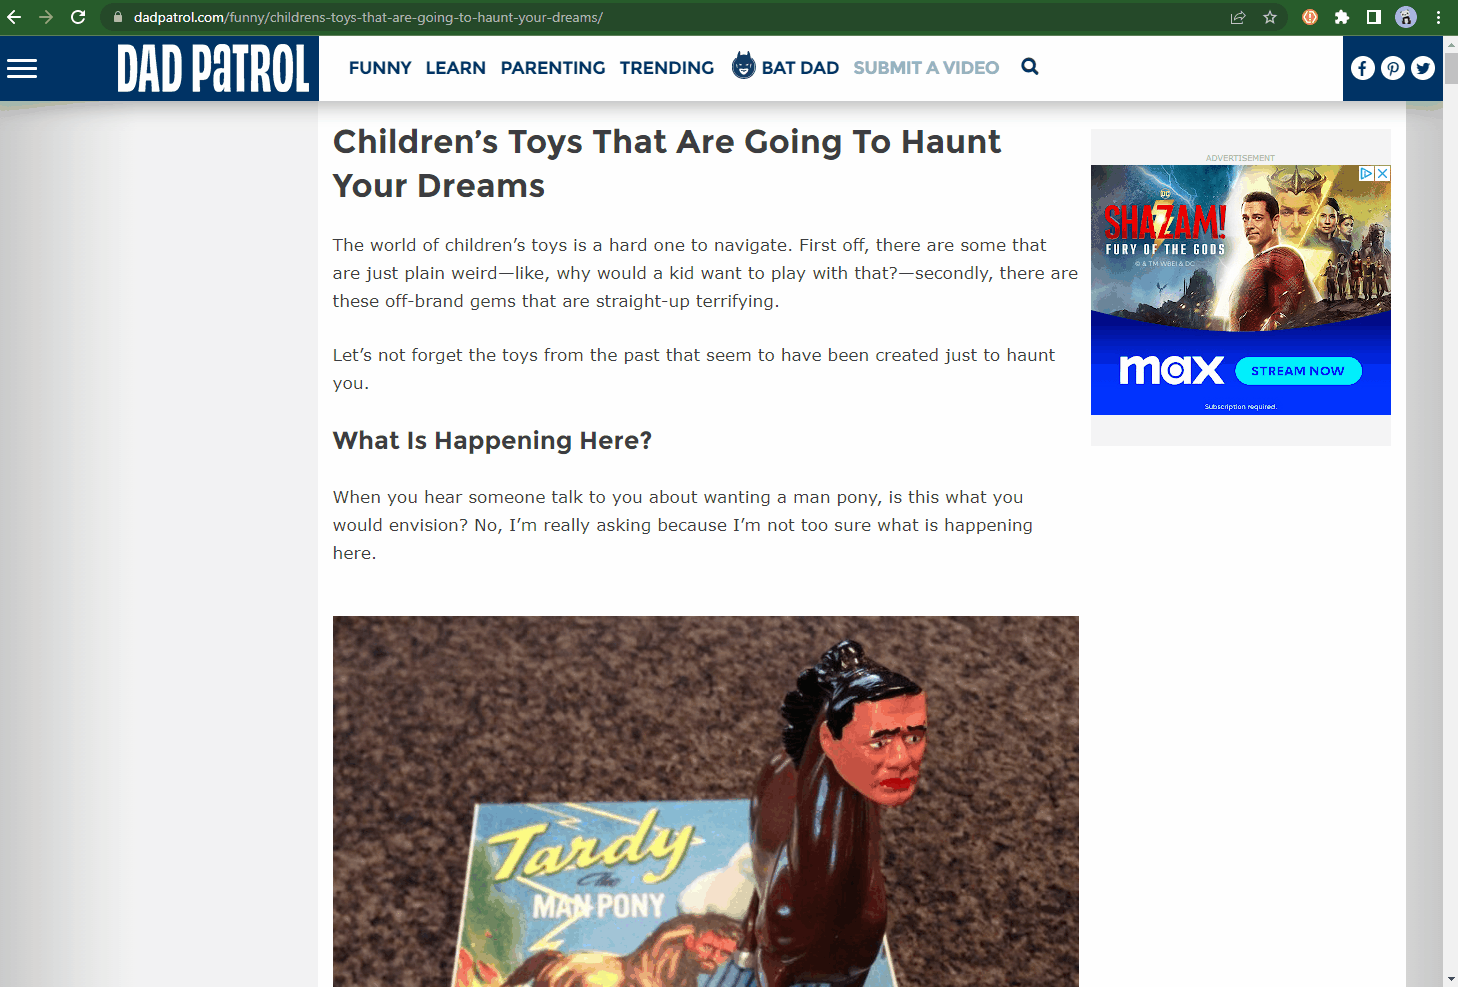 dadpatrol.com/funny/childrens-toys-that-are-going-to-haunt-your-dreams/
DAD PaTROL
FUNNY LEARN PARENTING TRENDING BAT DAD SUBMIT A VIDEO
Children’s Toys That Are Going To Haunt
Your Dreams
The world of children’s toys is a hard one to navigate. First off, there are some that
are just plain weird—like, why would a kid want to play with that?—secondly, there are
these off-brand gems that are straight-up terrifying.
Let’s not forget the toys from the past that seem to have been created just to haunt
you.
What Is Happening Here?
When you hear someone talk to you about wanting a man pony, is this what you
would envision? No, I’m really asking because I’m not too sure what is happening
here.
Tardy
the
MAN PONY
ADVERTISEMENT
DC
SHAZAM!
FURY OF THE GODS
© & TM WBEI & DC
max
STREAM NOW
Subscription required.